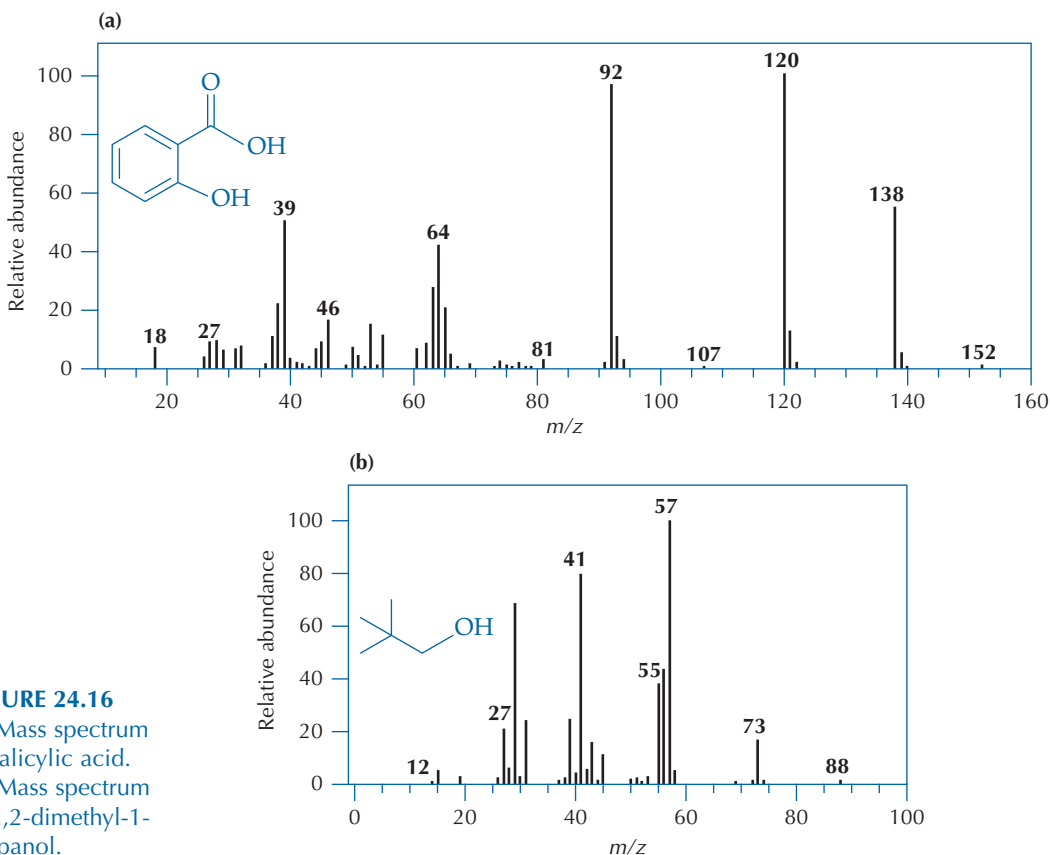 (a)
100
80
60
40
20
0
Relative abundance
O
OH
OH
18
27
39
46
64
81
92
107
120
138
152
20 40 60 80 100 120 140 160
m/z
(b)
100
80
60
40
20
0
Relative abundance
OH
12
27
41
55
57
73
88
0 20 40 60 80 100
m/z
URE 24.16
Mass spectrum
alicylic acid.
Mass spectrum
,2-dimethyl-1-
panol.